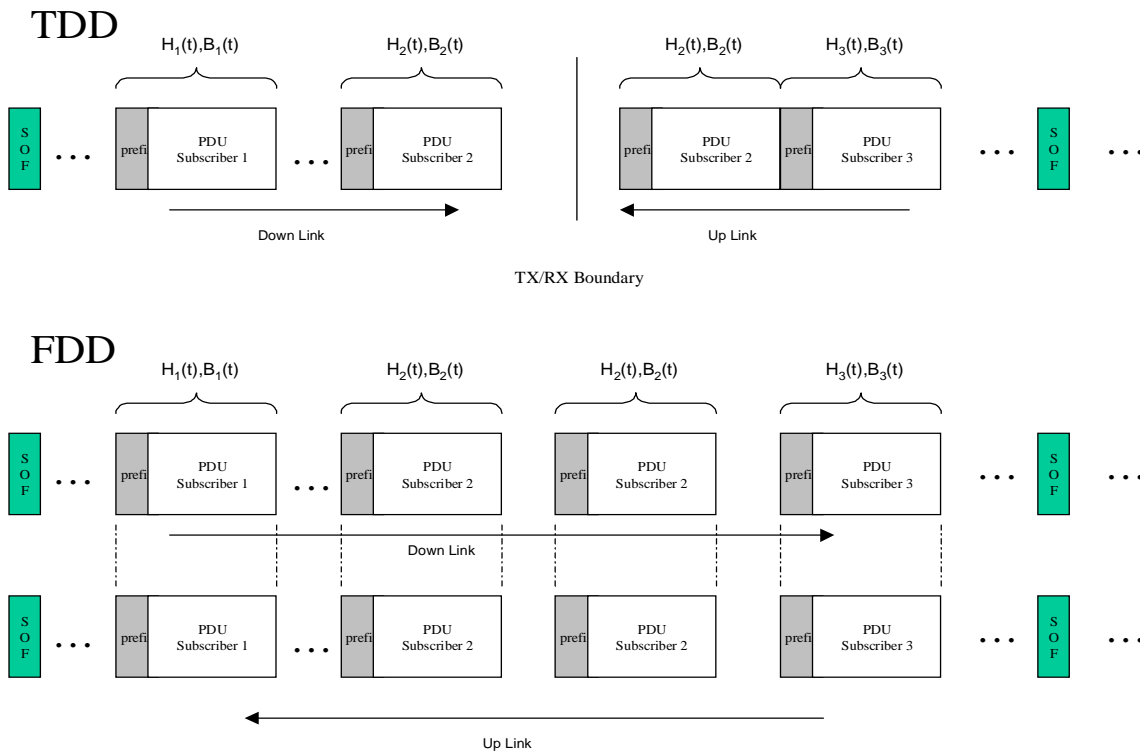 TDD
H1(t),B1(t)
H2(t),B2(t)
H2(t),B2(t)
H3(t),B3(t)
S
O
F
...
prefi
PDU
Subscriber 1
...
prefi
PDU
Subscriber 2
prefi
PDU
Subscriber 2
prefi
PDU
Subscriber 3
...
S
O
F
...
Down Link
Up Link
TX/RX Boundary
FDD
H1(t),B1(t)
H2(t),B2(t)
H2(t),B2(t)
H3(t),B3(t)
S
O
F
...
prefi
PDU
Subscriber 1
...
prefi
PDU
Subscriber 2
prefi
PDU
Subscriber 2
prefi
PDU
Subscriber 3
...
S
O
F
...
Down Link
S
O
F
...
prefi
PDU
Subscriber 1
...
prefi
PDU
Subscriber 2
prefi
PDU
Subscriber 2
prefi
PDU
Subscriber 3
...
S
O
F
...
Up Link